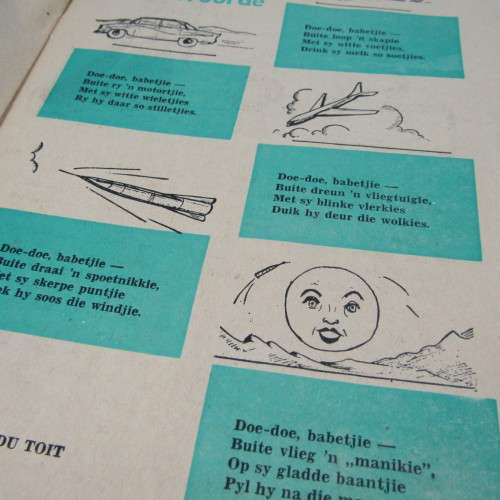 Doe-doe, babetjie —
Buite ry 'n motortjie,
Met sy witte wieletjies
Ry hy daar so stilletjies.
Doe-doe, babetjie —
Buite loop 'n skapie
Met sy witte voetjies,
Drink sy melk so soetjies.
Doe-doe, babetjie —
Buite dreun 'n vliegtuigie,
Met sy blinke vlerkies
Duik hy deur die wolkies.
Doe-doe, babetjie —
Buite draai 'n spoetnikkie,
Met sy skerpe puntjie
hy soos die windjie.
Doe-doe, babetjie —
Buite vlieg 'n „manikie”,
Op sy gladde baantjie
Pyl hy na die
DU TOIT